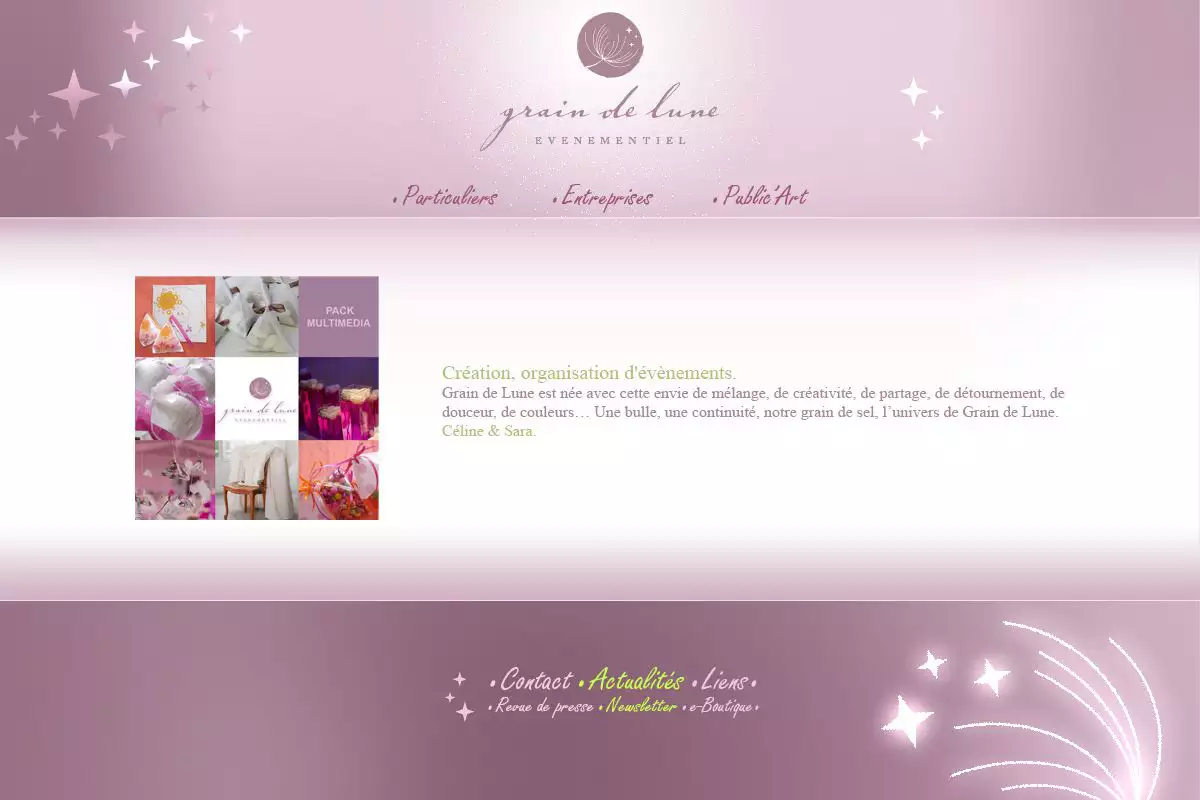 grain de lune
EVENEMENTIEL
• Particuliers • Entreprises • Public'Art
PACK
MULTIMEDIA
grain de lune
EVENEMENTIEL
Création, organisation d'évènements.
Grain de Lune est née avec cette envie de mélange, de créativité, de partage, de détournement, de
douceur, de couleurs… Une bulle, une continuité, notre grain de sel, l’univers de Grain de Lune.
Céline & Sara.
• Contact • Actualités • Liens •
• Revue de presse • Newsletter • e-Boutique •